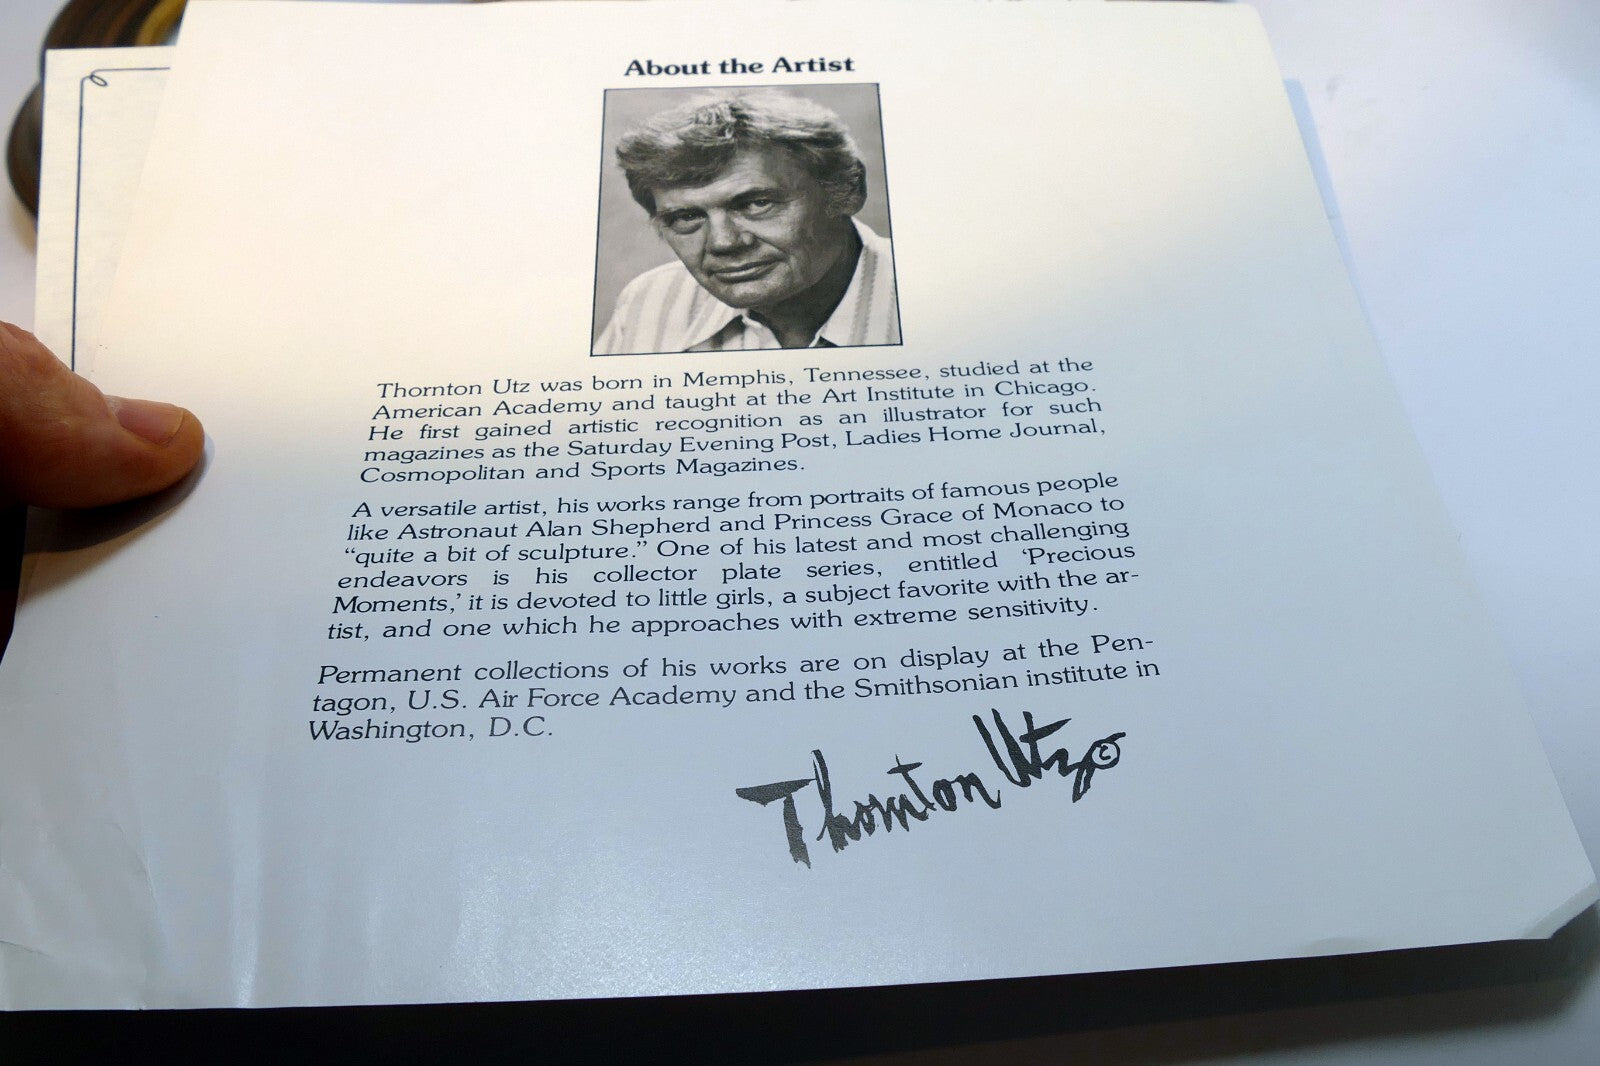 About the Artist
Thornton Utz was born in Memphis, Tennessee, studied at the
American Academy and taught at the Art Institute in Chicago.
He first gained artistic recognition as an illustrator for such
magazines as the Saturday Evening Post, Ladies Home Journal,
Cosmopolitan and Sports Magazines.
A versatile artist, his works range from portraits of famous people
like Astronaut Alan Shepherd and Princess Grace of Monaco to
“quite a bit of sculpture.” One of his latest and most challenging
endeavors is his collector plate series, entitled ‘Precious
Moments,’ it is devoted to little girls, a subject favorite with the ar-
tist, and one which he approaches with extreme sensitivity.
Permanent collections of his works are on display at the Pen-
tagon, U.S. Air Force Academy and the Smithsonian institute in
Washington, D.C.
Thornton Utz ©